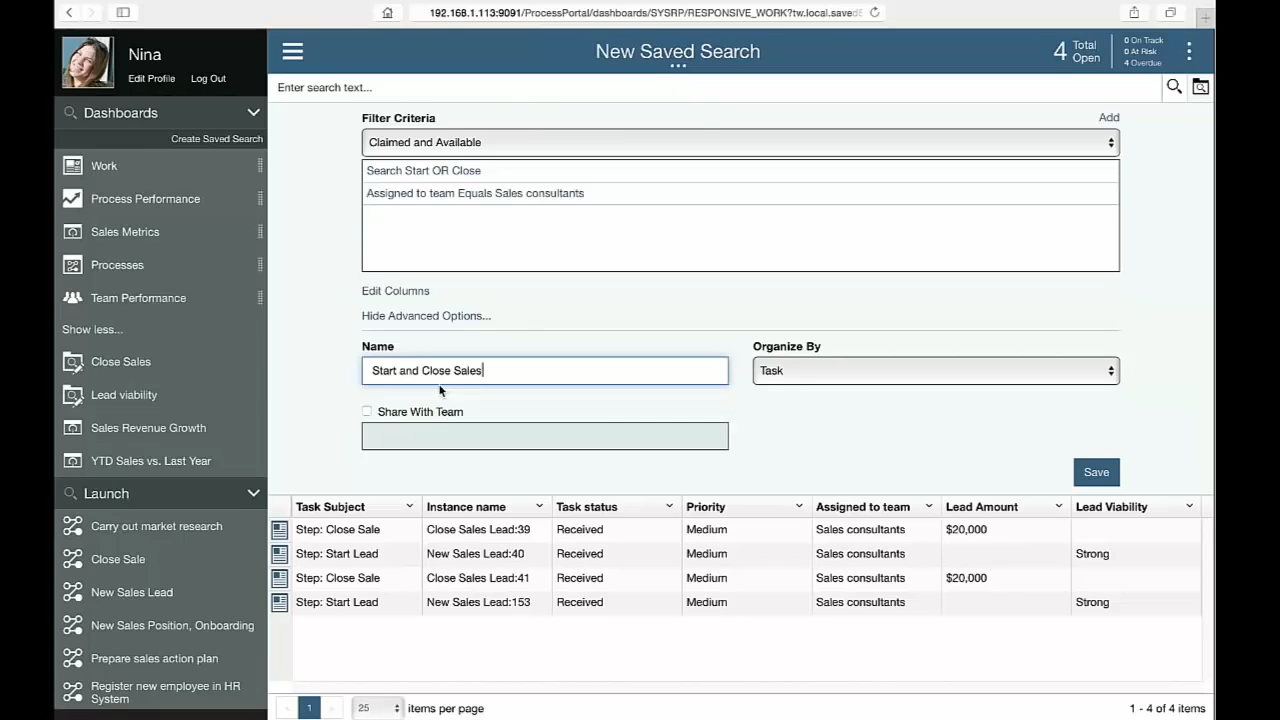 192.168.1.113:9091/ProcessPortal/dashboards/SYSRP/RESPONSIVE_WORK?tw.local.savedS
Nina
Edit Profile Log Out
New Saved Search
4 Total Open
0 On Track
0 At Risk
4 Overdue
Dashboards
Create Saved Search
Work
Process Performance
Sales Metrics
Processes
Team Performance
Show less...
Close Sales
Lead viability
Sales Revenue Growth
YTD Sales vs. Last Year
Launch
Carry out market research
Close Sale
New Sales Lead
New Sales Position, Onboarding
Prepare sales action plan
Register new employee in HR
System
Enter search text...
Filter Criteria Add
Claimed and Available
Search Start OR Close
Assigned to team Equals Sales consultants
Edit Columns
Hide Advanced Options...
Name Organize By
Start and Close Sales Task
Share With Team
Save
Task Subject Instance name Task status Priority Assigned to team Lead Amount Lead Viability
Step: Close Sale Close Sales Lead:39 Received Medium Sales consultants $20,000
Step: Start Lead New Sales Lead:40 Received Medium Sales consultants Strong
Step: Close Sale Close Sales Lead:41 Received Medium Sales consultants $20,000
Step: Start Lead New Sales Lead:153 Received Medium Sales consultants Strong
1 25 items per page 1 - 4 of 4 items